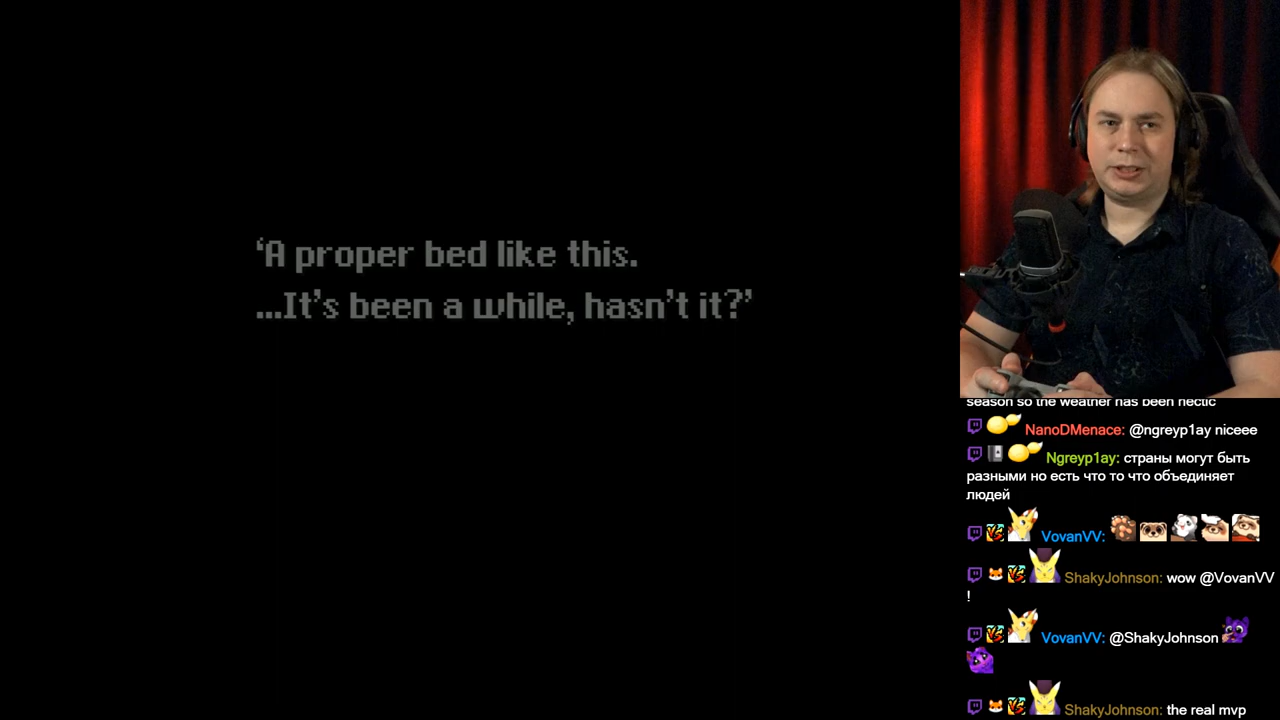 ‘A proper bed like this.
...It’s been a while, hasn’t it?’
season so the weather has been hectic
NanoDMenace: @ngreyp1ay niceee
Ngreyp1ay: страны могут быть
разными но есть что то что объединяет
людей
VovanVV:
ShakyJohnson: wow @VovanVV
!
VovanVV: @ShakyJohnson
ShakyJohnson: the real mvp